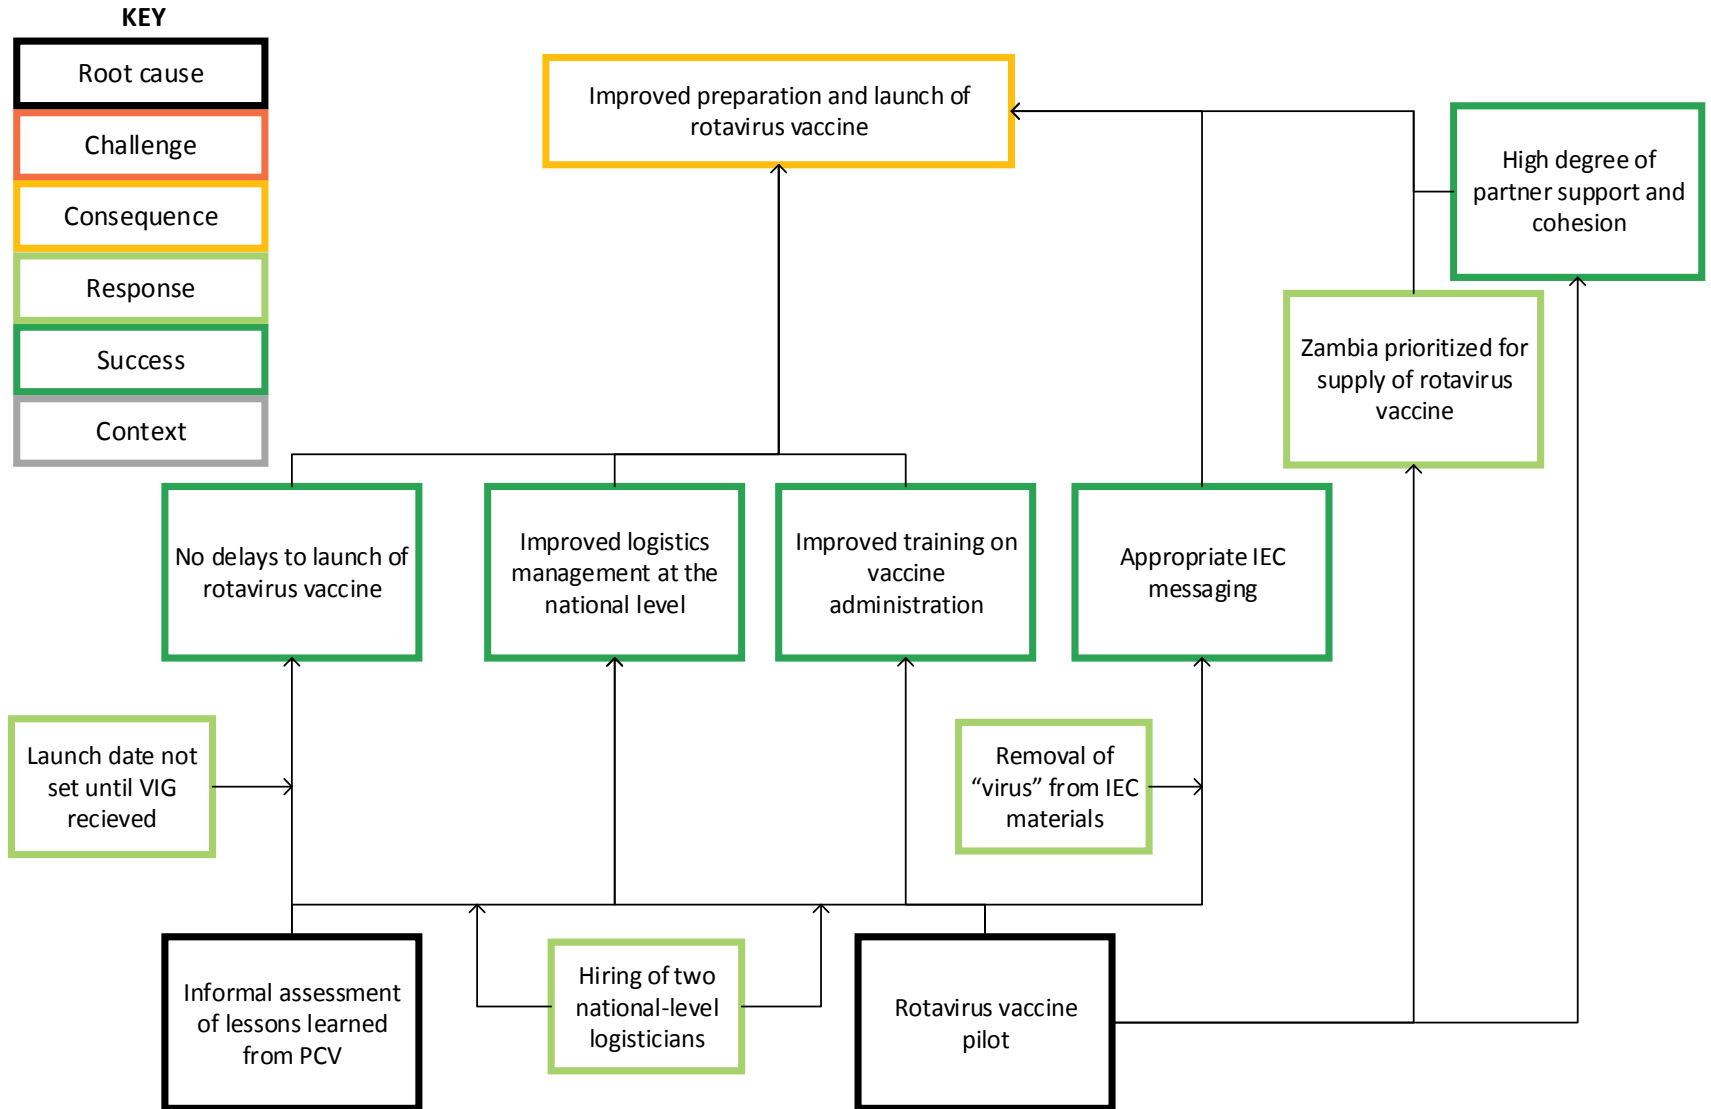 KEY
Root cause
Challenge
Consequence
Response
Success
Context
Improved preparation and launch of
rotavirus vaccine
High degree of
partner support and
cohesion
Zambia prioritized for
supply of rotavirus
vaccine
No delays to launch of
rotavirus vaccine
Improved logistics
management at the
national level
Improved training on
vaccine
administration
Appropriate IEC
messaging
Launch date not
set until VIG
recieved
Removal of
“virus” from IEC
materials
Informal assessment
of lessons learned
from PCV
Hiring of two
national-level
logisticians
Rotavirus vaccine
pilot